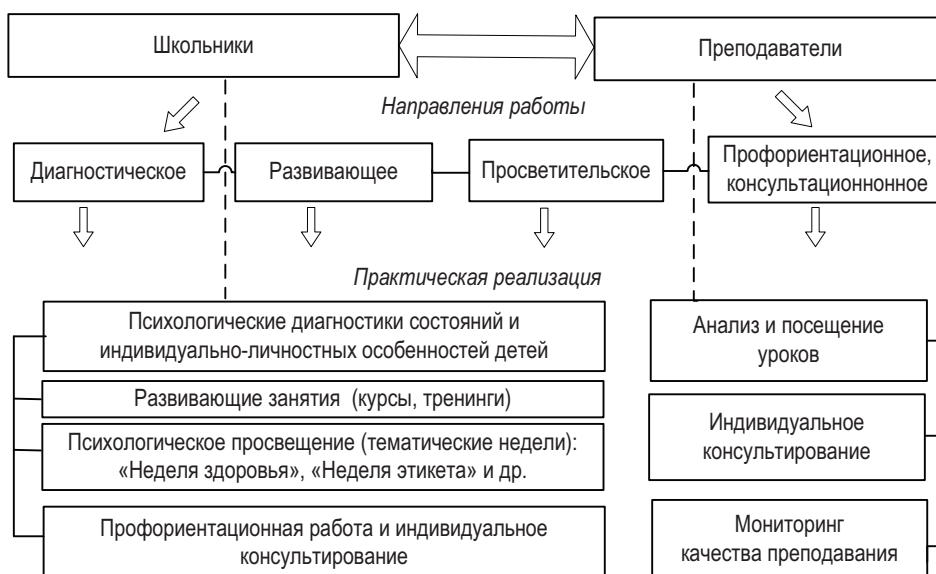 Школьники
Преподаватели
Направления работы
Диагностическое
Развивающее
Просветительское
Профориентационное,
консультационнонное
Практическая реализация
Психологические диагностики состояний и
индивидуально-личностных особенностей детей
Развивающие занятия (курсы, тренинги)
Психологическое просвещение (тематические недели):
«Неделя здоровья», «Неделя этикета» и др.
Профориентационная работа и индивидуальное
консультирование
Анализ и посещение
уроков
Индивидуальное
консультирование
Мониторинг
качества преподавания